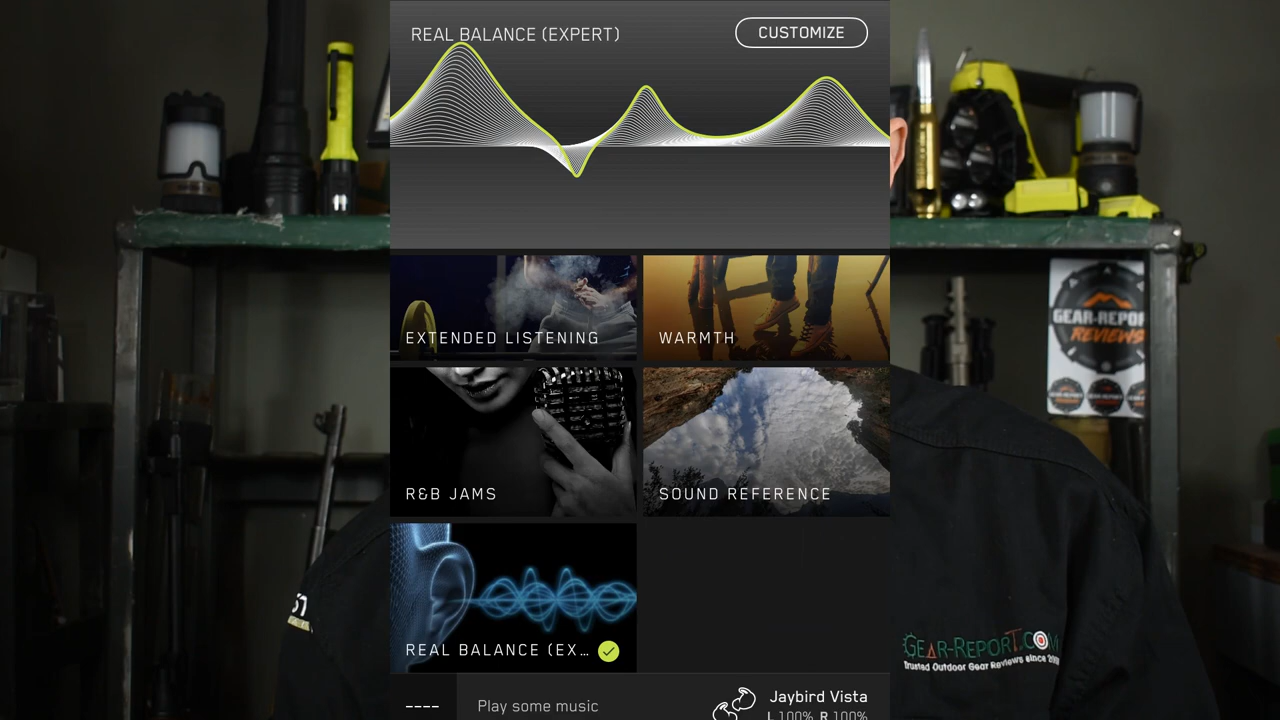 REAL BALANCE (EXPERT)
CUSTOMIZE
EXTENDED LISTENING
WARMTH
R&B JAMS
SOUND REFERENCE
REAL BALANCE (EX…
Play some music
Jaybird Vista
L 100% R 100%
GEAR-REPOR
REVIEWS
GEAR-REPORT.COM
Trusted Outdoor Gear Reviews since